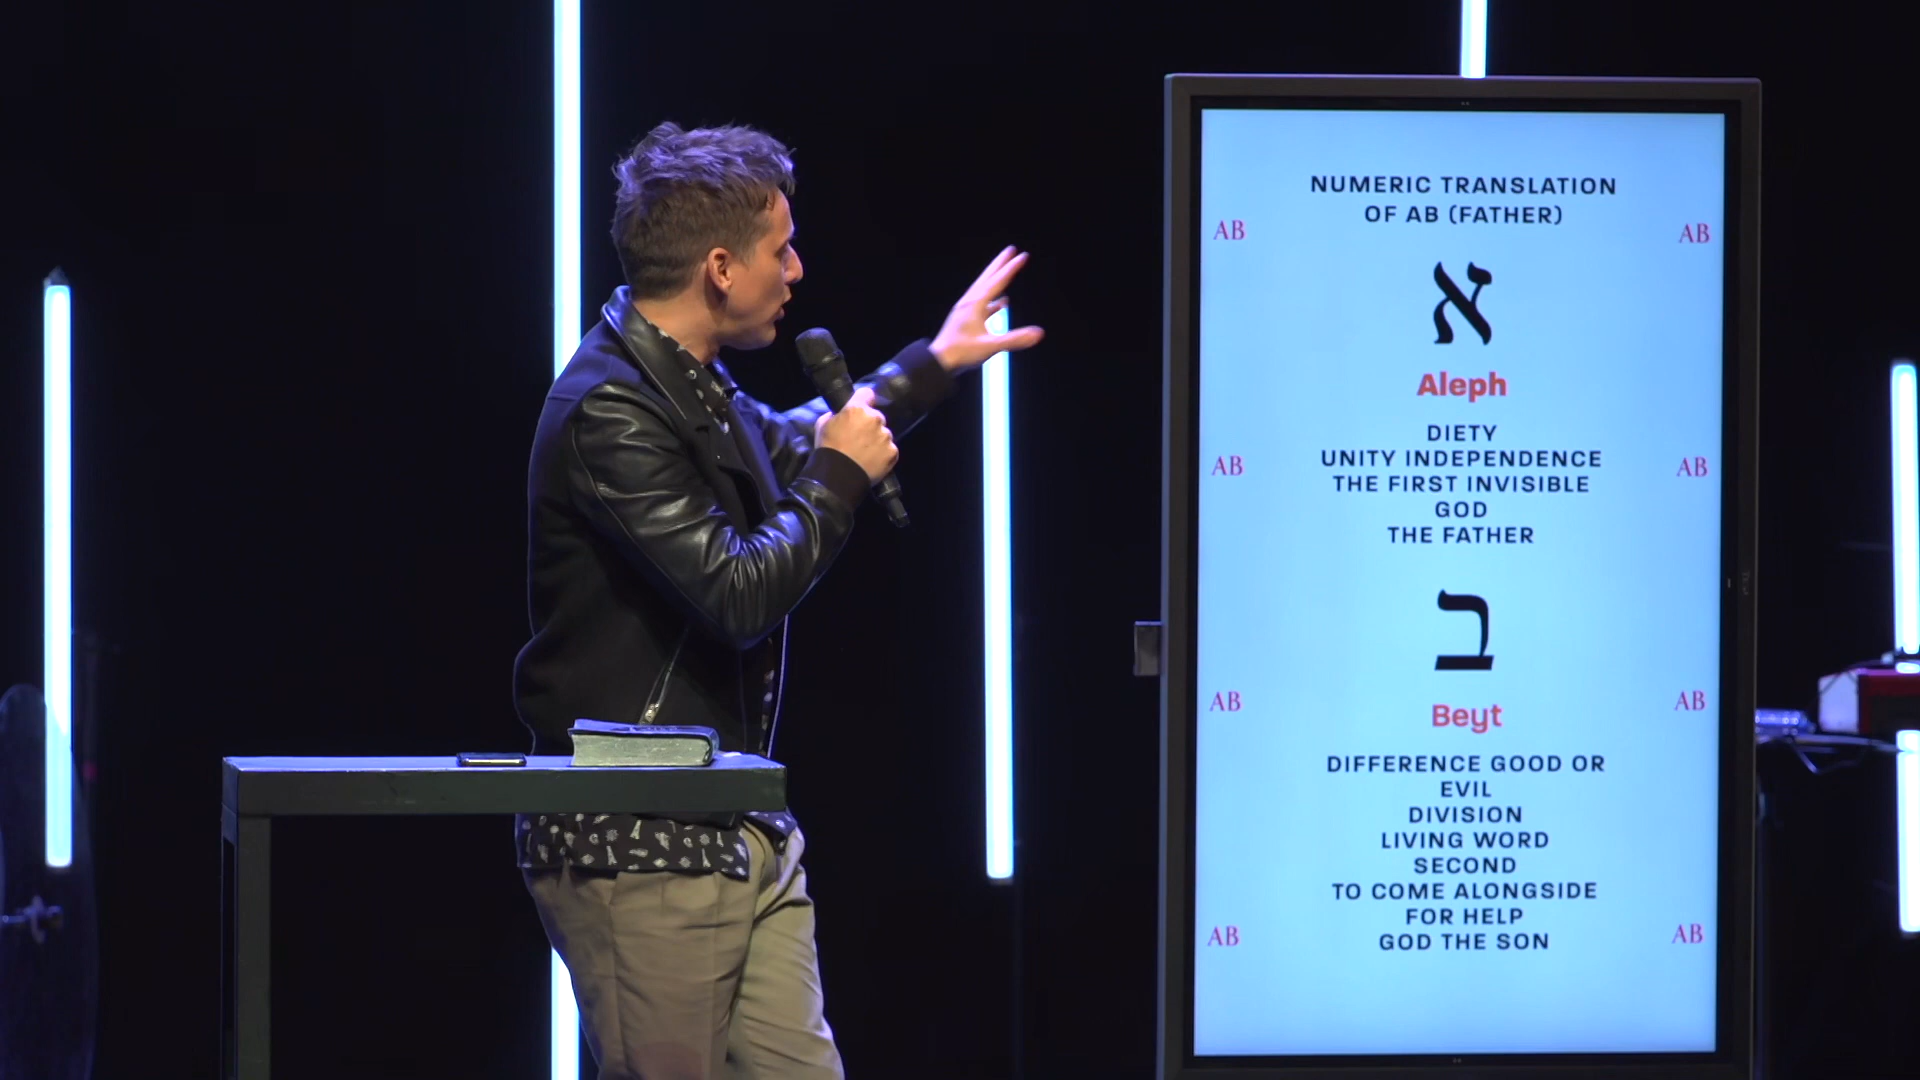 NUMERIC TRANSLATION
OF AB (FATHER)
AB AB
א
Aleph
DIETY
UNITY INDEPENDENCE
AB AB
THE FIRST INVISIBLE
GOD
THE FATHER
ב
AB AB
Beyt
DIFFERENCE GOOD OR
EVIL
DIVISION
LIVING WORD
SECOND
TO COME ALONGSIDE
FOR HELP
AB AB
GOD THE SON